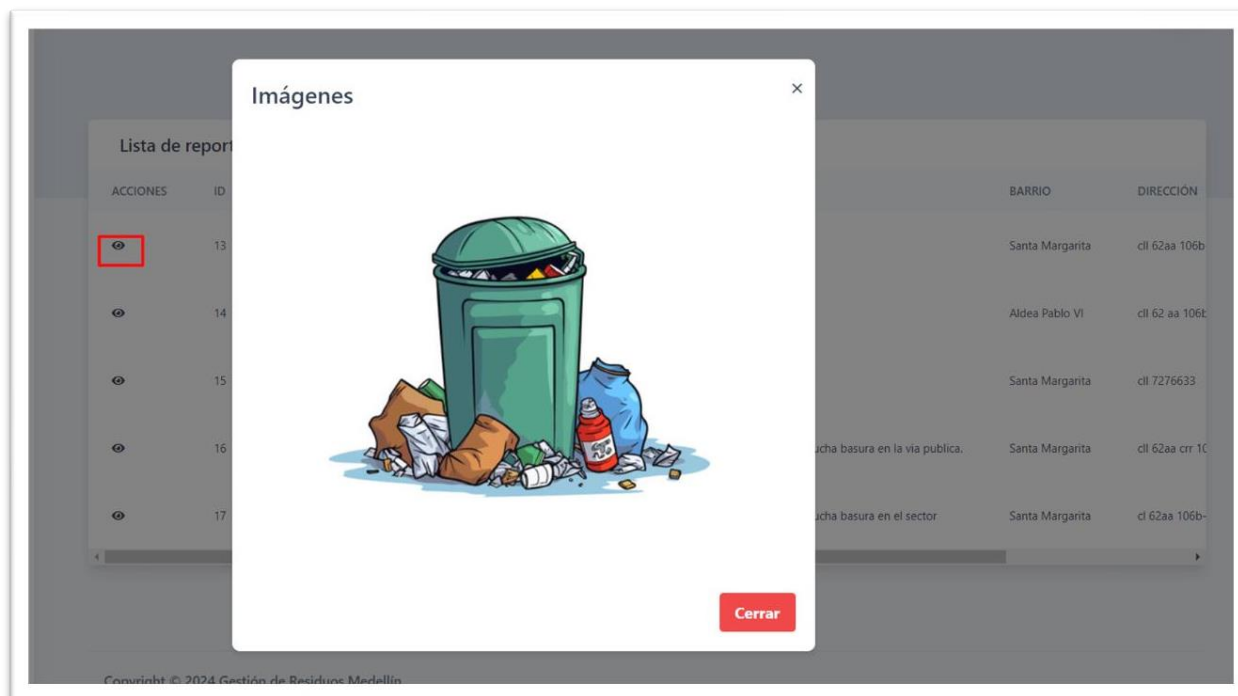 Imágenes ×
Lista de report
ACCIONES ID BARRIO DIRECCIÓN
13 Santa Margarita cll 62aa 106b
14 Aldea Pablo VI cll 62 aa 106b
15 Santa Margarita cll 7276633
16 ucha basura en la via publica. Santa Margarita cll 62aa crr 10
17 ucha basura en el sector Santa Margarita cl 62aa 106b-
Cerrar
Copyright © 2024 Gestión de Residuos Medellín